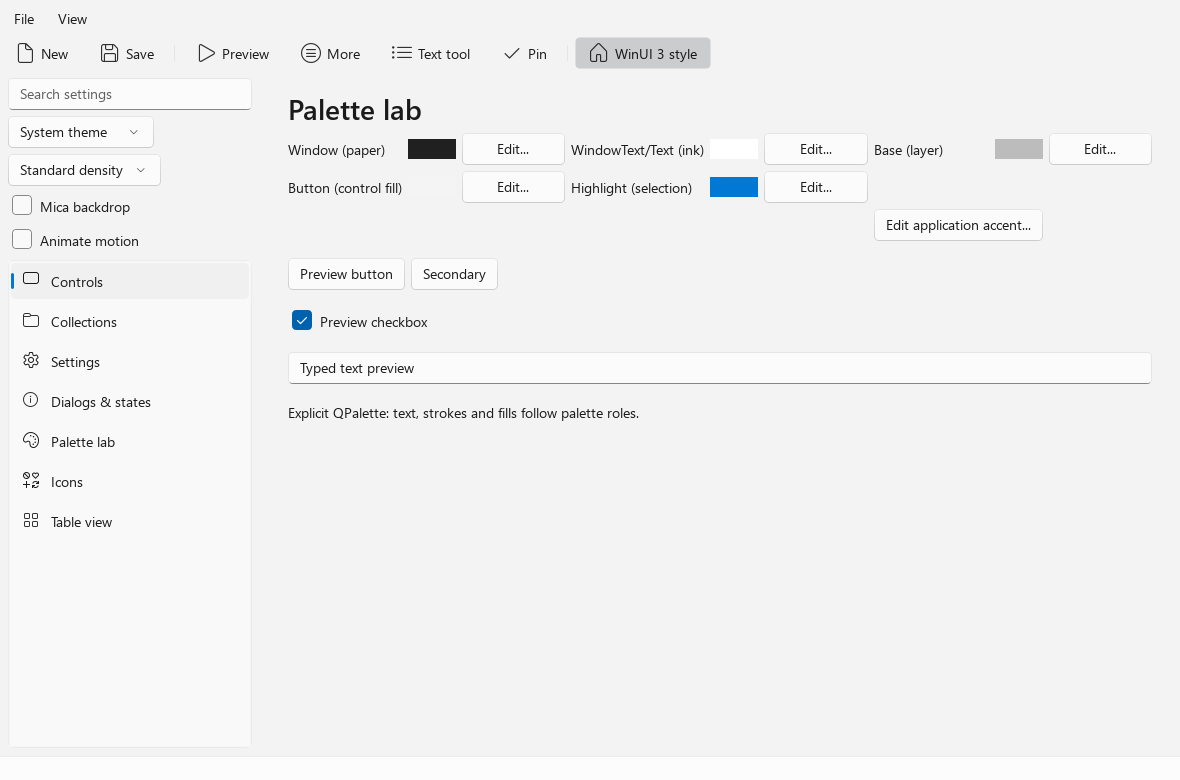 File View
New Save Preview More Text tool Pin WinUI 3 style
Search settings
System theme
Standard density
Mica backdrop
Animate motion
Controls
Collections
Settings
Dialogs & states
Palette lab
Icons
Table view
Palette lab
Window (paper) Edit... WindowText/Text (ink) Edit... Base (layer) Edit...
Button (control fill) Edit... Highlight (selection) Edit...
Edit application accent...
Preview button Secondary
Preview checkbox
Typed text preview
Explicit QPalette: text, strokes and fills follow palette roles.